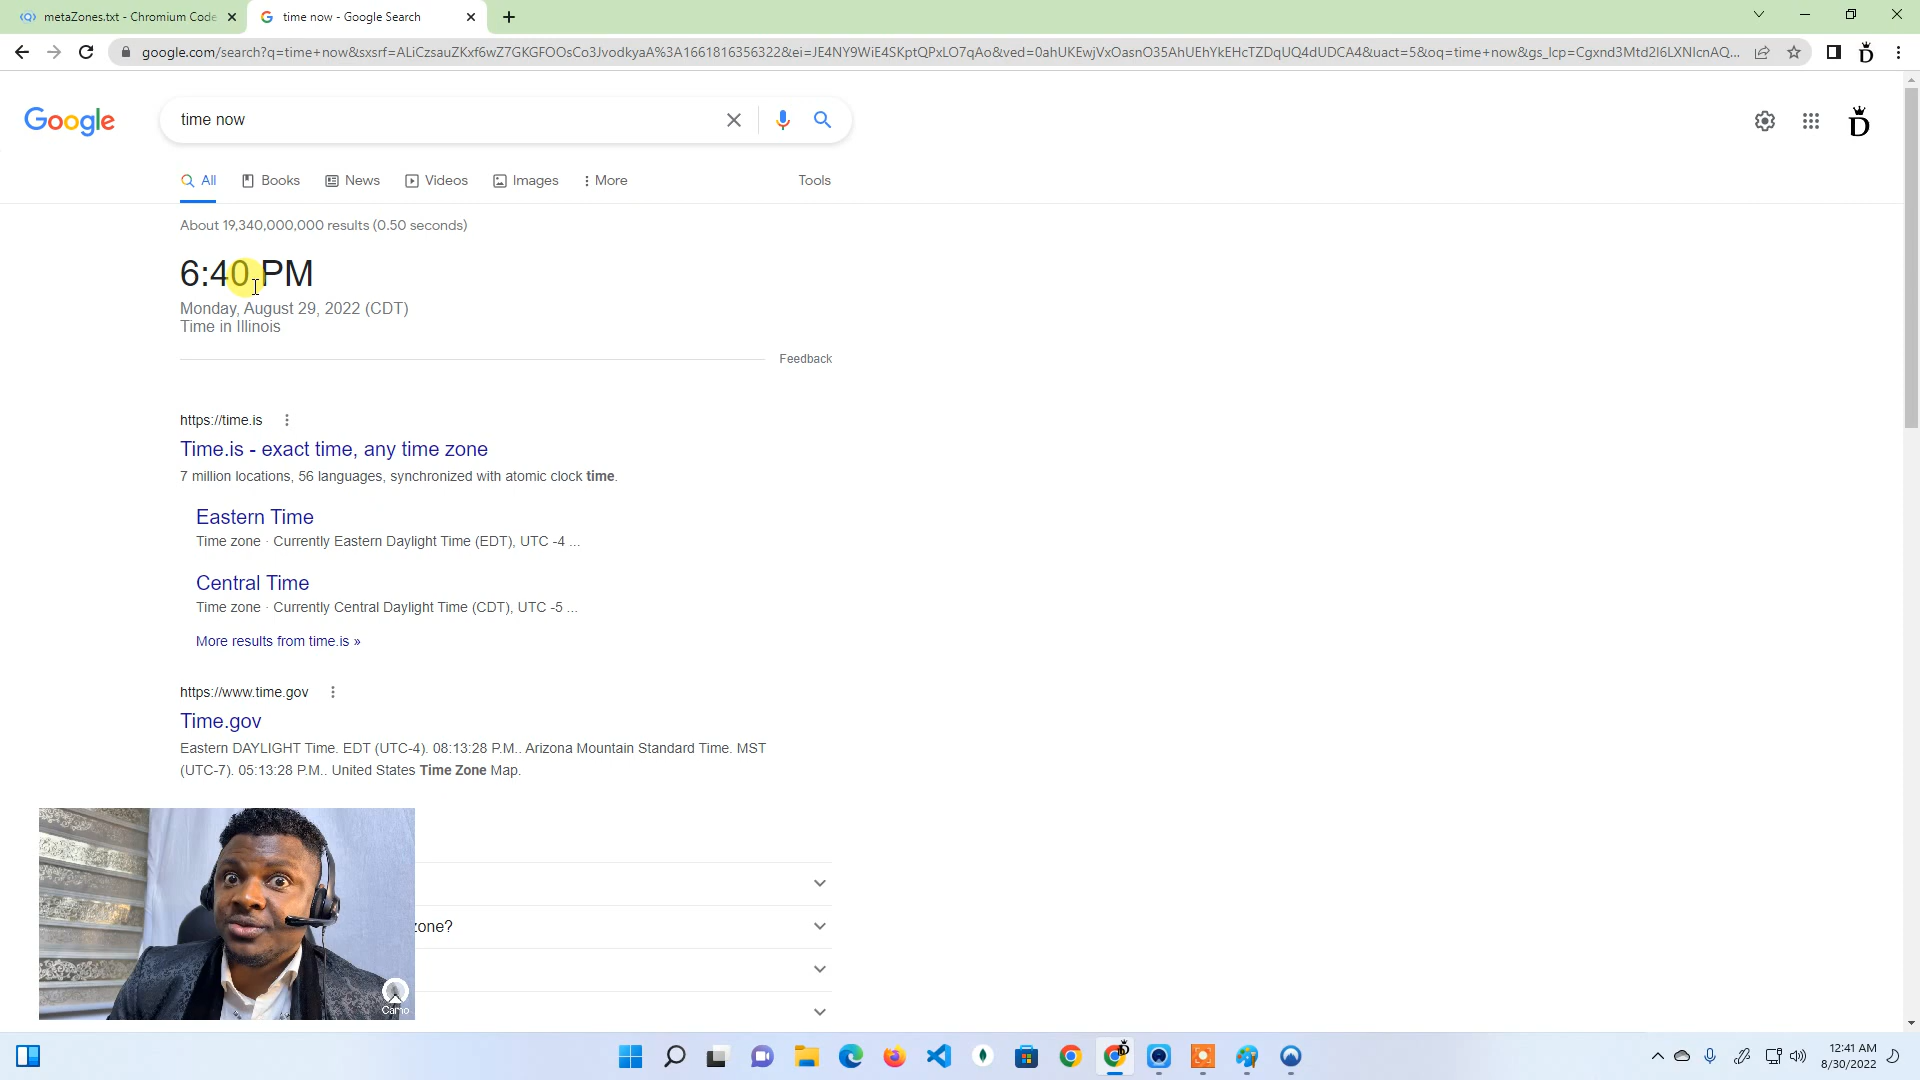 metaZones.txt - Chromium Code
time now - Google Search
google.com/search?q=time+now&sxsrf=ALiCzsauZKxf6wZ7GKGFOOsCo3JvodkyaA%3A1661816356322&ei=JE4NY9WiE4SKptQPxLO7qAo&ved=0ahUKEwjVxOasnO35AhUEhYkEHcTZDqUQ4dUDCA4&uact=5&oq=time+now&gs_lcp=Cgxnd3Mtd2l6LXNlcnAQ...
D
Google
time now
D
All
Books
News
Videos
Images
More
Tools
About 19,340,000,000 results (0.50 seconds)
6:40 PM
Monday, August 29, 2022 (CDT)
Time in Illinois
Feedback
https://time.is
Time.is - exact time, any time zone
7 million locations, 56 languages, synchronized with atomic clock time.
Eastern Time
Time zone · Currently Eastern Daylight Time (EDT), UTC -4 ...
Central Time
Time zone · Currently Central Daylight Time (CDT), UTC -5 ...
More results from time.is »
https://www.time.gov
Time.gov
Eastern DAYLIGHT Time. EDT (UTC-4). 08:13:28 P.M.. Arizona Mountain Standard Time. MST
(UTC-7). 05:13:28 P.M.. United States Time Zone Map.
zone?
Camo
12:41 AM
8/30/2022